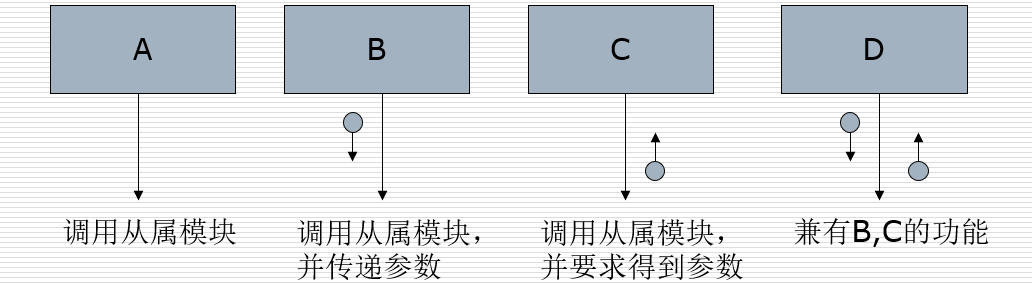 A
B
C
D
调用从属模块
调用从属模块，
并传递参数
调用从属模块，
并要求得到参数
兼有B,C的功能